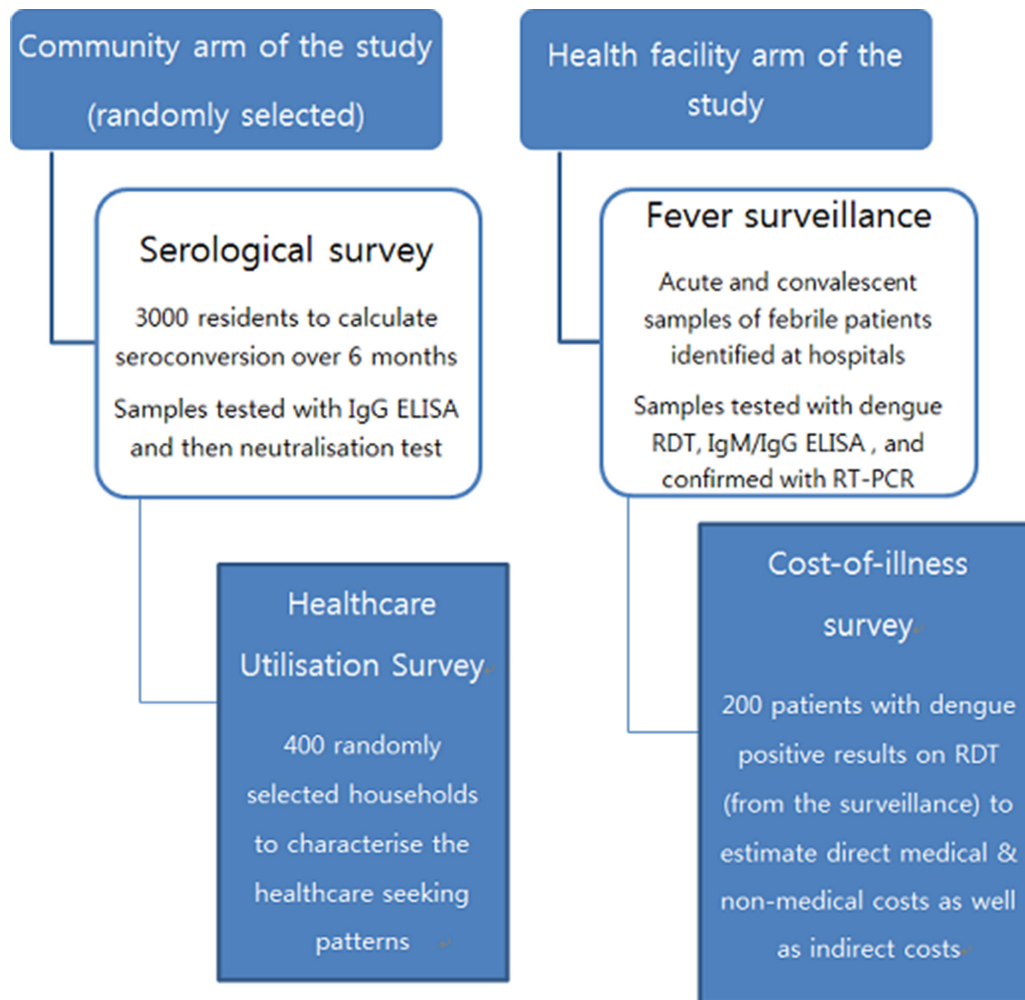 Community arm of the study
(randomly selected)
Serological survey
3000 residents to calculate
seroconversion over 6 months
Samples tested with IgG ELISA
and then neutralisation test
Healthcare
Utilisation Survey
400 randomly
selected households
to characterise the
healthcare seeking
patterns
Health facility arm of the
study
Fever surveillance
Acute and convalescent
samples of febrile patients
identified at hospitals
Samples tested with dengue
RDT, IgM/IgG ELISA , and
confirmed with RT-PCR
Cost-of-illness
survey
200 patients with dengue
positive results on RDT
(from the surveillance) to
estimate direct medical &
non-medical costs as well
as indirect costs